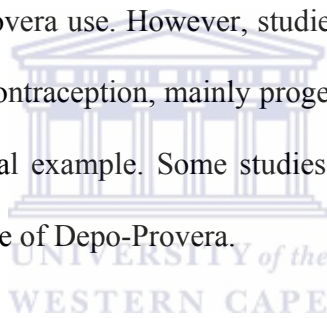 overa use. However, studie
ontraception, mainly proge
al example. Some studies
e of Depo-Provera.
UNIVERSITY of the
WESTERN CAPE